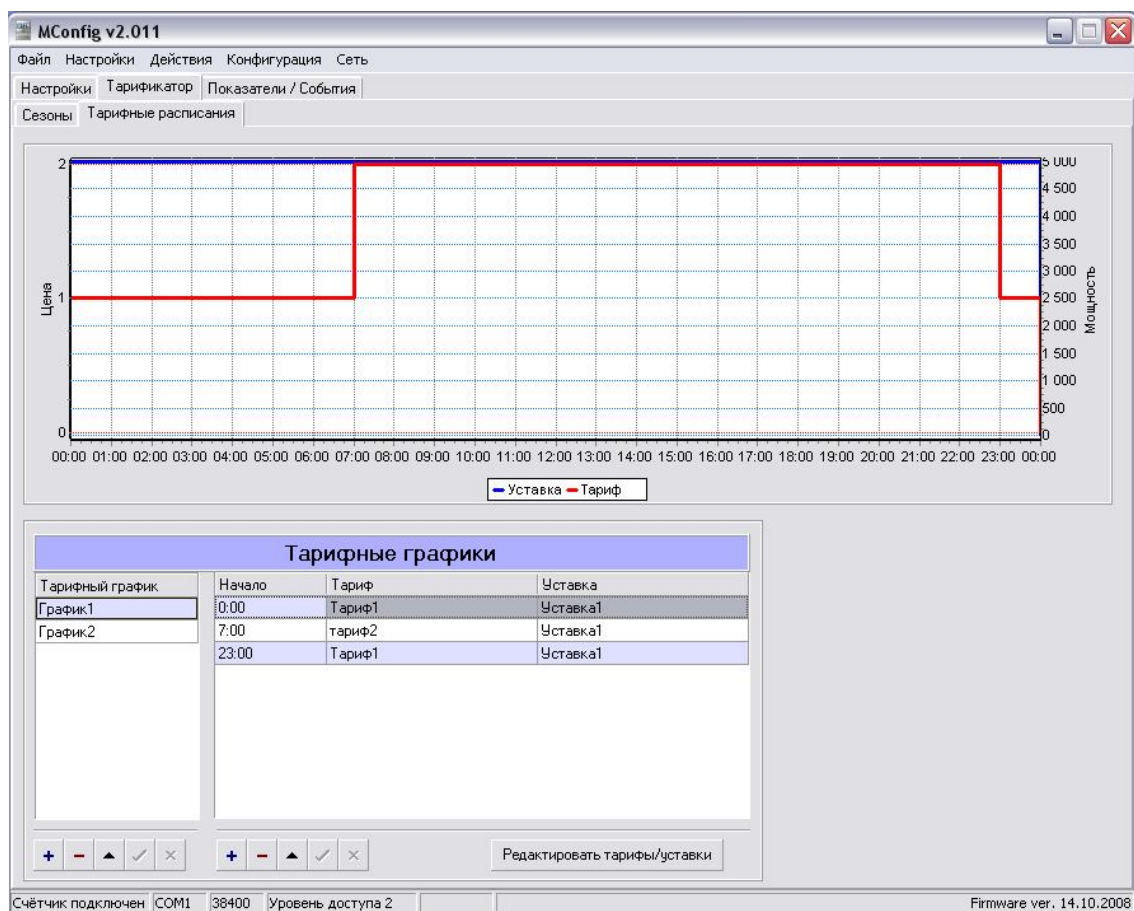 MConfig v2.011
Файл Настройки Действия Конфигурация Сеть
Настройки Тарификатор Показатели / События
Сезоны Тарифные расписания
Цена
2
1
0
5 000
4 500
4 000
3 500
3 000
2 500
2 000
1 500
1 000
500
0
Мощность
00:00 01:00 02:00 03:00 04:00 05:00 06:00 07:00 08:00 09:00 10:00 11:00 12:00 13:00 14:00 15:00 16:00 17:00 18:00 19:00 20:00 21:00 22:00 23:00 00:00
Уставка Тариф
Тарифные графики
Тарифный график
График1
График2
Начало Тариф Уставка
0:00 Тариф1 Уставка1
7:00 тариф2 Уставка1
23:00 Тариф1 Уставка1
Редактировать тарифы/уставки
Счётчик подключен COM1 38400 Уровень доступа 2 Firmware ver. 14.10.2008